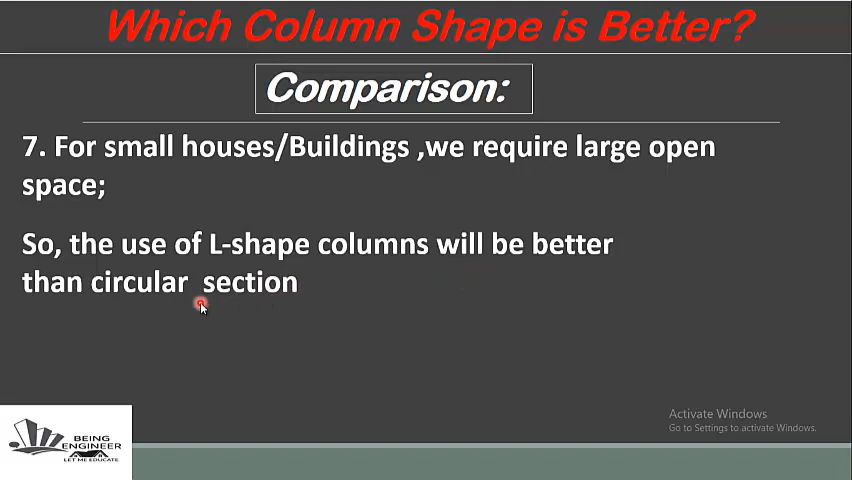 Which Column Shape is Better?
Comparison:
7. For small houses/Buildings ,we require large open
space;
So, the use of L-shape columns will be better
than circular section
Activate Windows
Go to Settings to activate Windows.
BEING
ENGINEER
LET ME EDUCATE